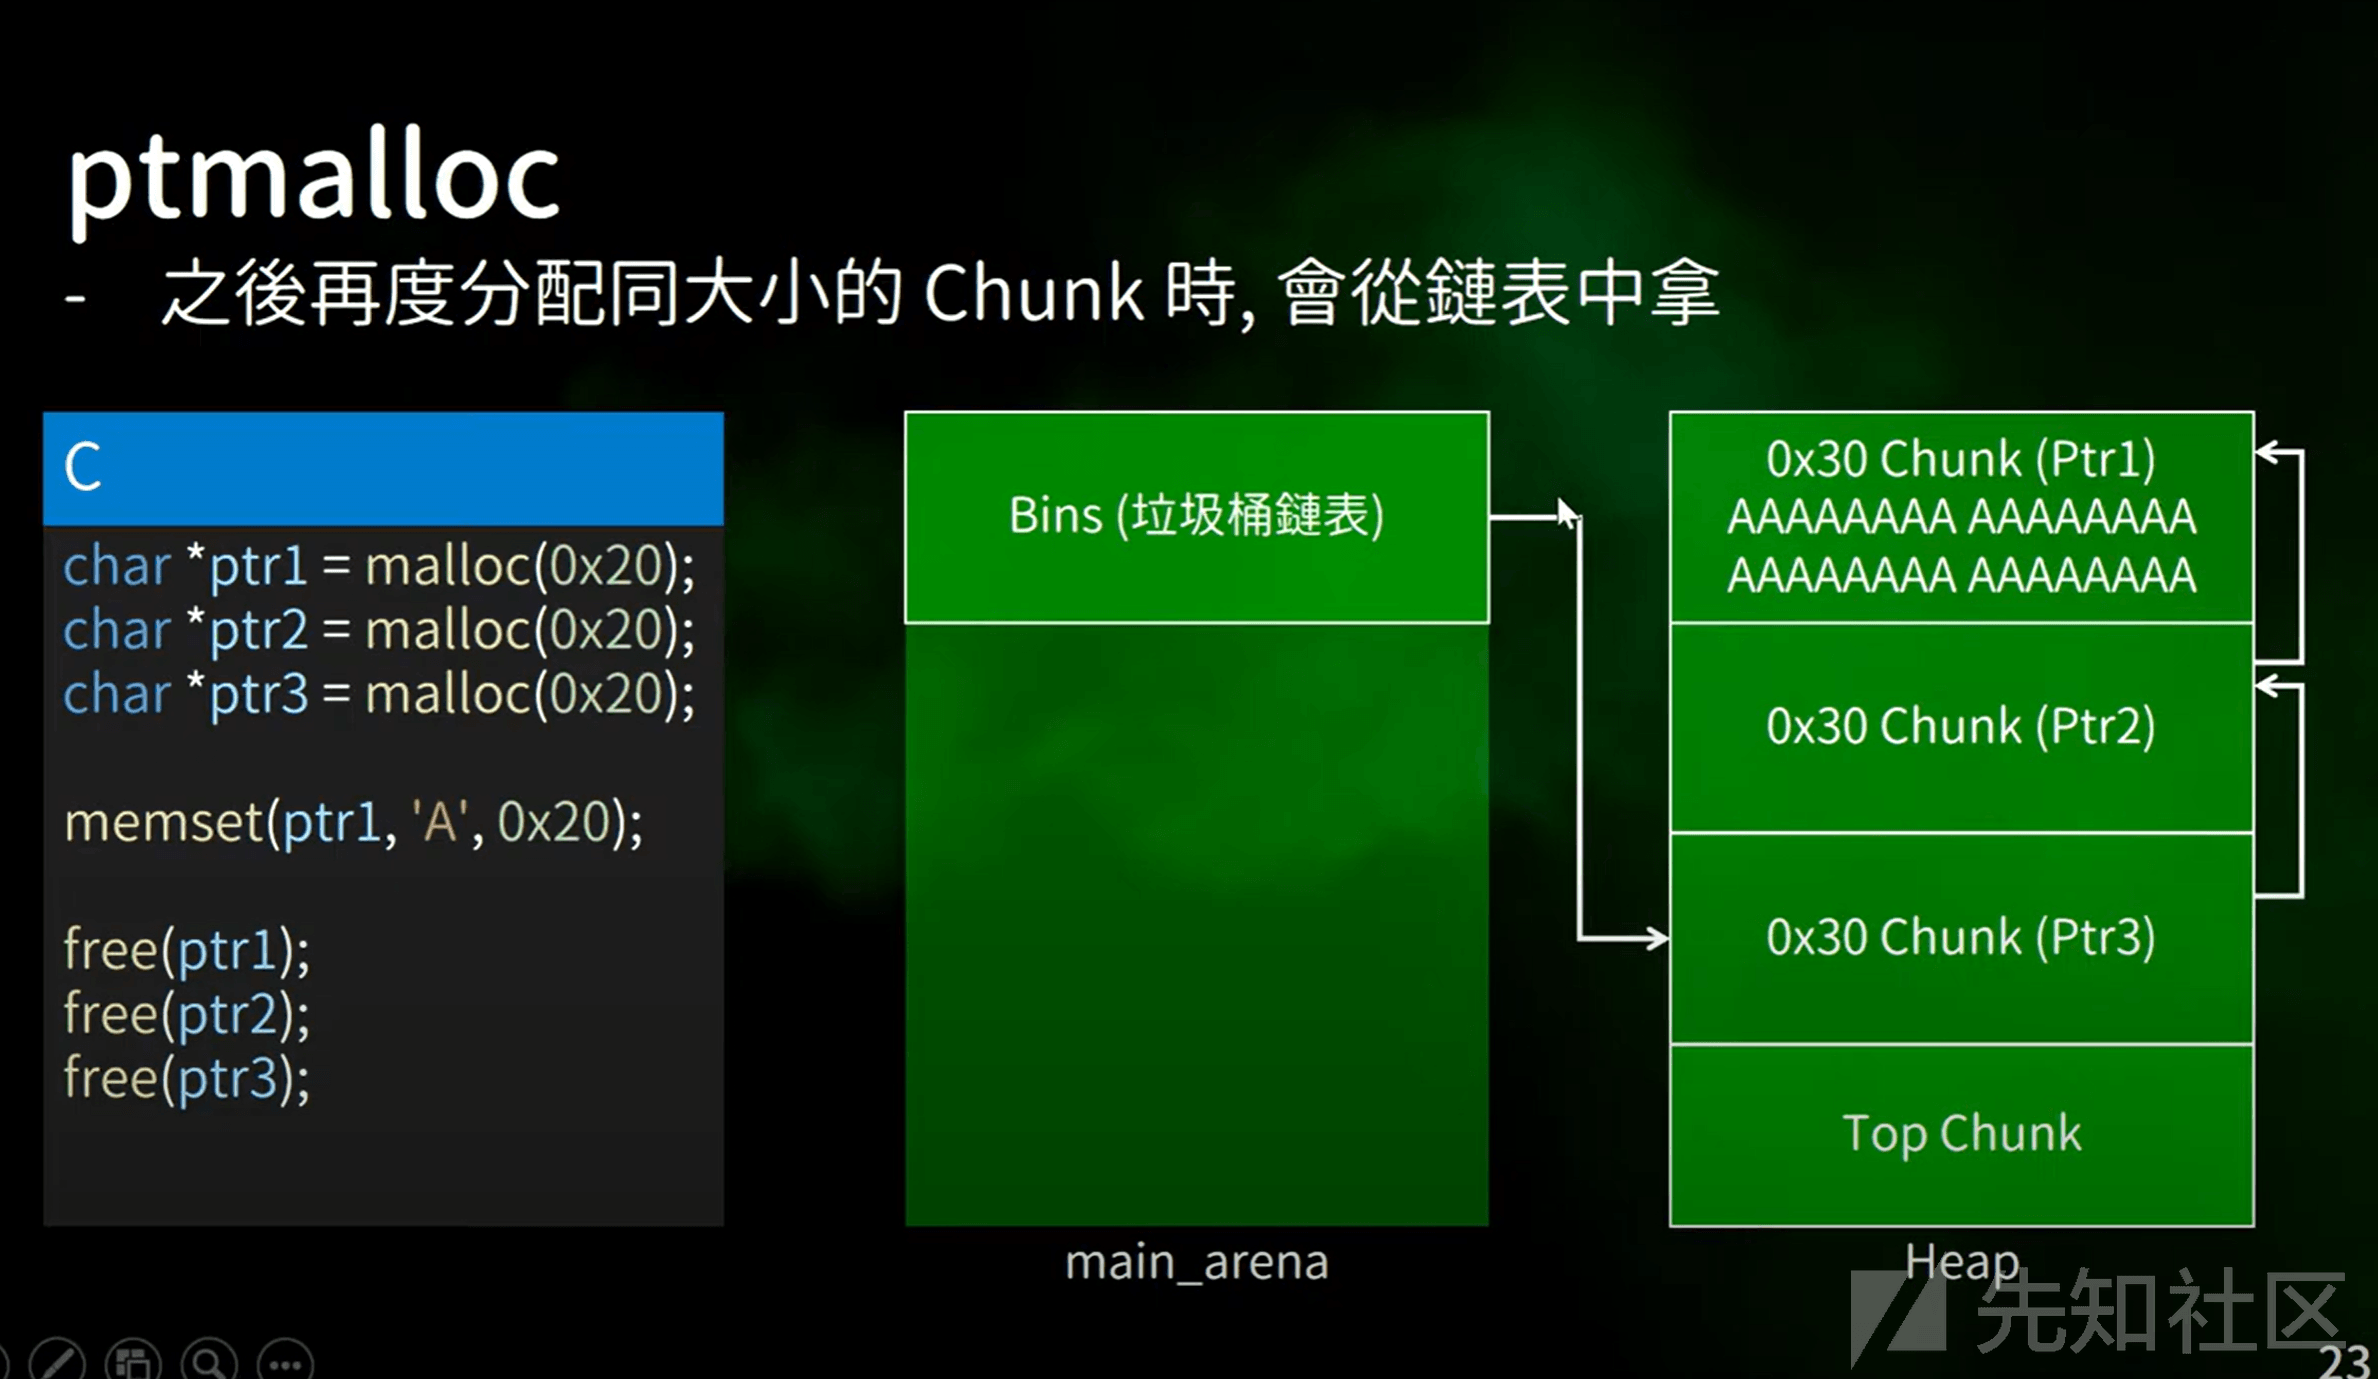 ptmalloc
- 之後再度分配同大小的 Chunk 時, 會從鏈表中拿
C
char *ptr1 = malloc(0x20);
char *ptr2 = malloc(0x20);
char *ptr3 = malloc(0x20);
memset(ptr1, 'A', 0x20);
free(ptr1);
free(ptr2);
free(ptr3);
Bins (垃圾桶鏈表)
main_arena
0x30 Chunk (Ptr1)
AAAAAAAA AAAAAAAA
AAAAAAAA AAAAAAAA
0x30 Chunk (Ptr2)
0x30 Chunk (Ptr3)
Top Chunk
Heap
先知社区
23